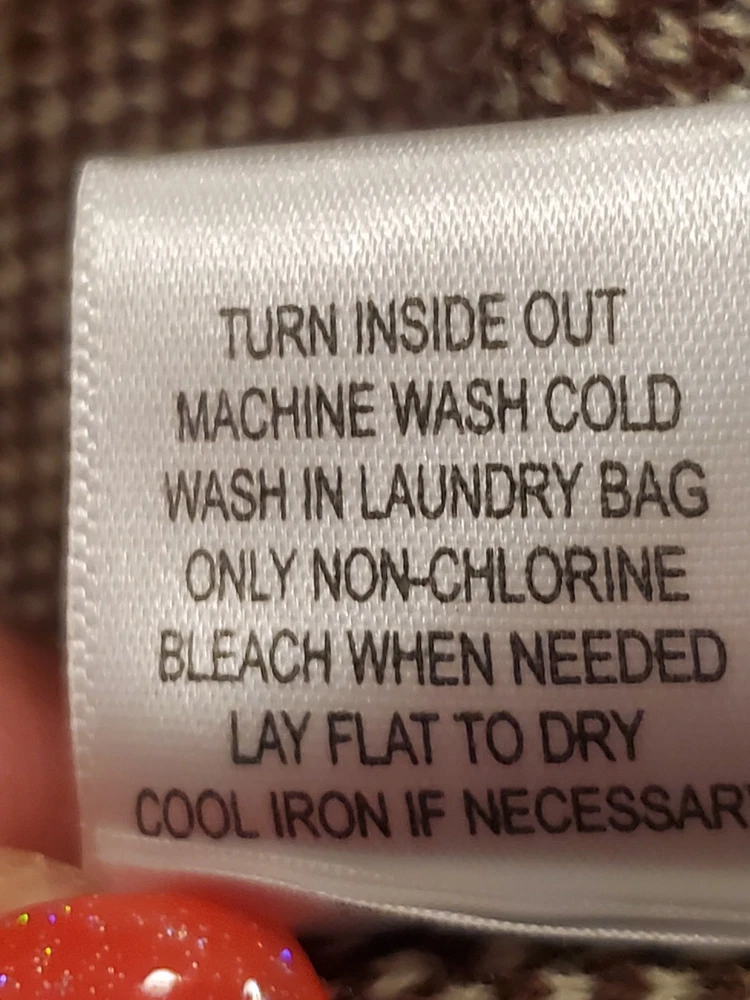 TURN INSIDE OUT
MACHINE WASH COLD
WASH IN LAUNDRY BAG
ONLY NON-CHLORINE
BLEACH WHEN NEEDED
LAY FLAT TO DRY
COOL IRON IF NECESSAR